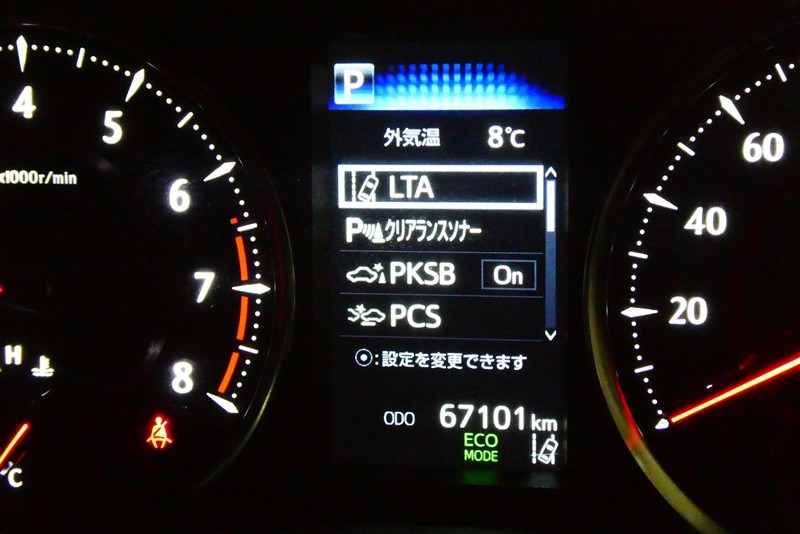 P
外気温 8℃
LTA
P クリアランスソナー
PKSB On
PCS
⦿:設定を変更できます
ODO 67101 km
ECO
MODE
4
5
6
7
8
x1000r/min
H
°C
60
40
20